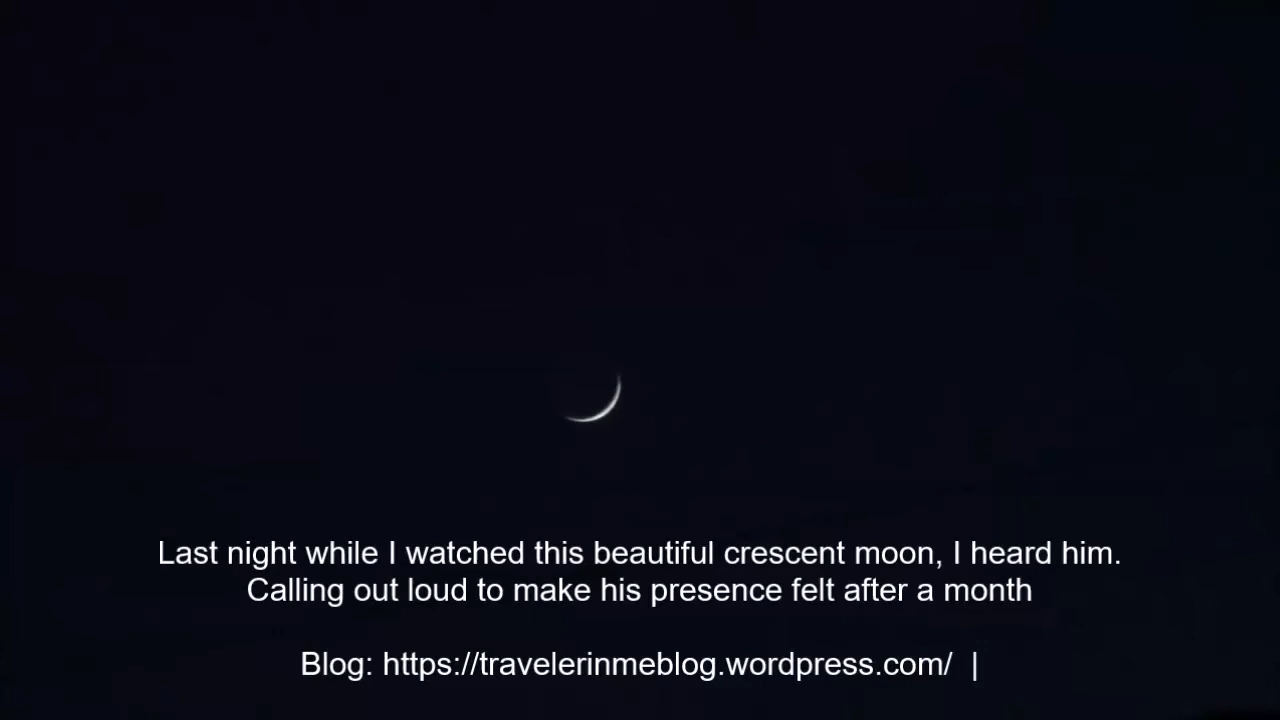 Last night while I watched this beautiful crescent moon, I heard him.
Calling out loud to make his presence felt after a month
Blog: https://travelerinmeblog.wordpress.com/ |